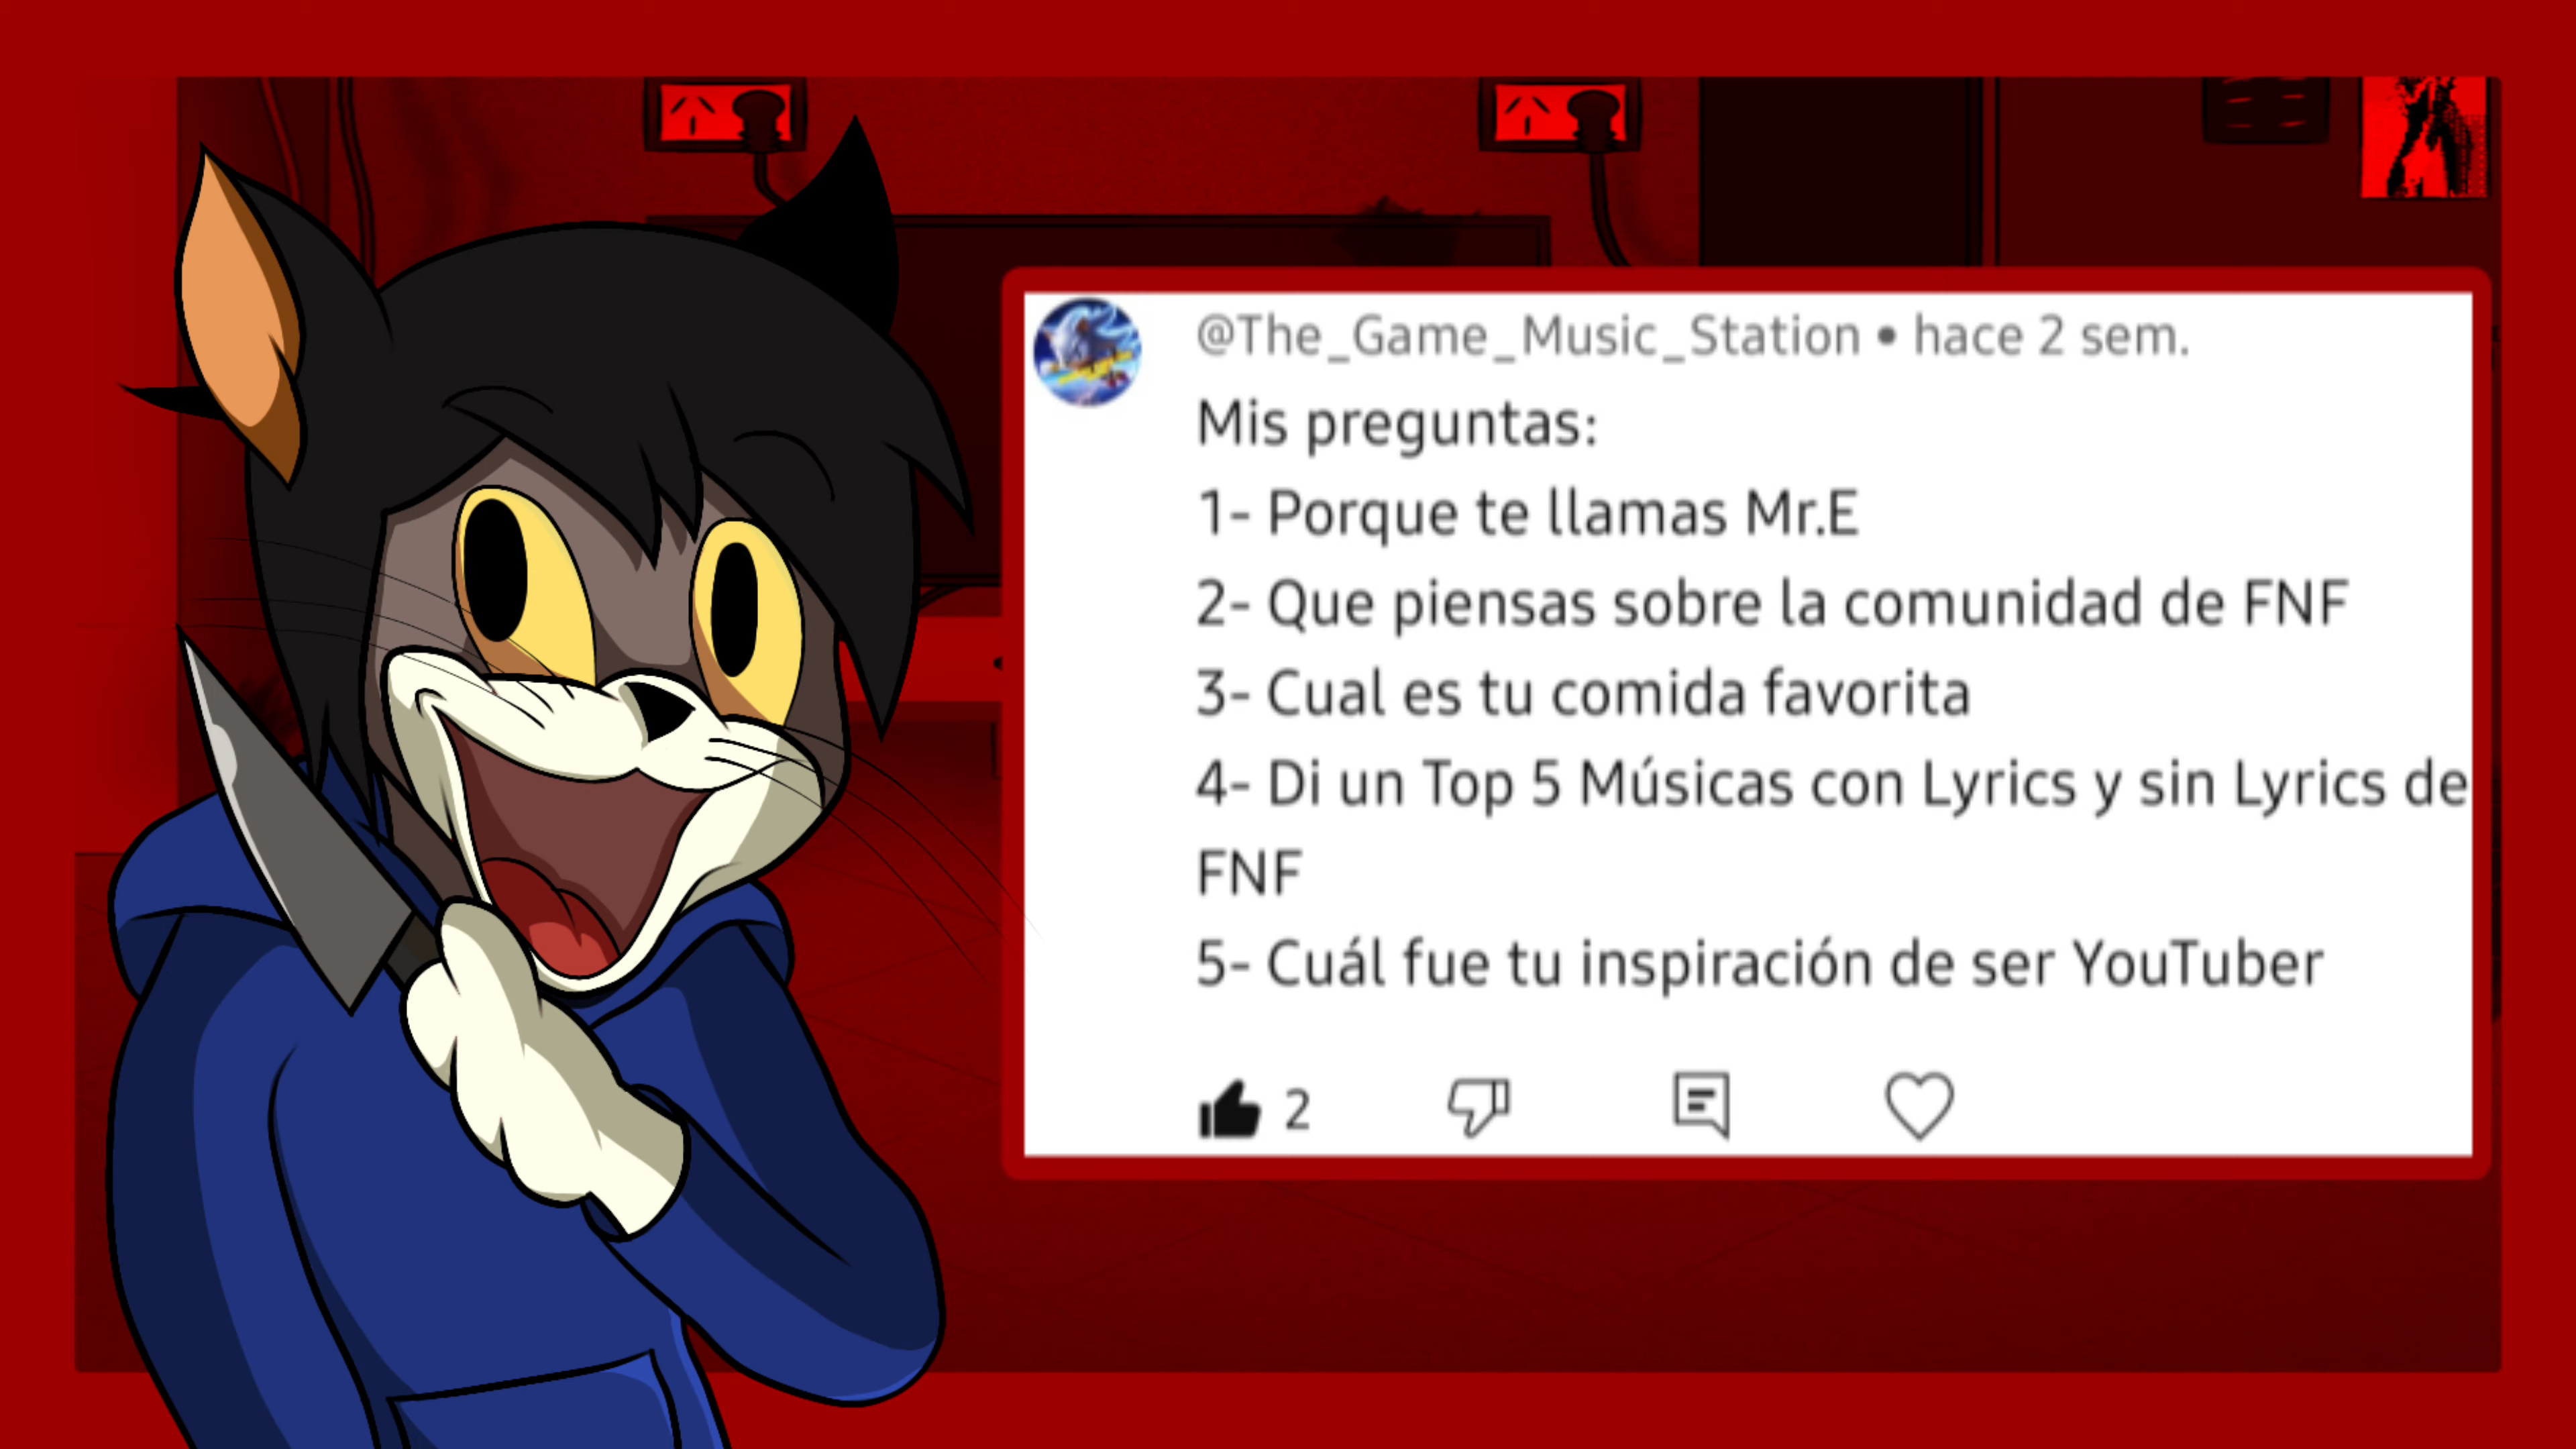 @The_Game_Music_Station • hace 2 sem.
Mis preguntas:
1- Porque te llamas Mr.E
2- Que piensas sobre la comunidad de FNF
3- Cual es tu comida favorita
4- Di un Top 5 Músicas con Lyrics y sin Lyrics de
FNF
5- Cuál fue tu inspiración de ser YouTuber
2